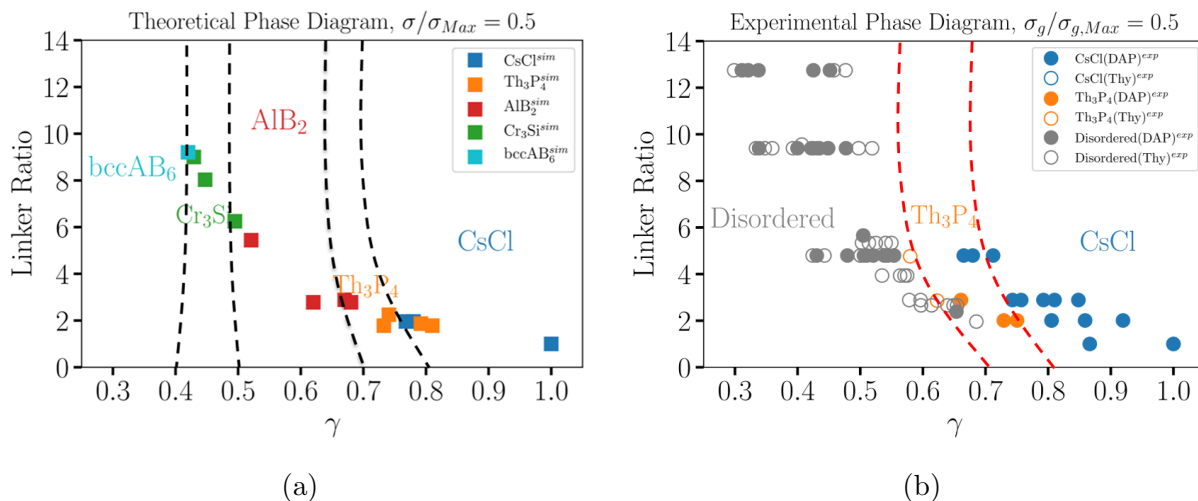 Theoretical Phase Diagram, σ/σ_Max = 0.5
14
12
10
8
6
4
2
0
Linker Ratio
0.3 0.4 0.5 0.6 0.7 0.8 0.9 1.0
γ
CsCl^sim
Th₃P₄^sim
AlB₂^sim
Cr₃Si^sim
bccAB₆^sim
AlB₂
bccAB₆
Cr₃Si
CsCl
Th₃P₄
(a)
Experimental Phase Diagram, σ_g/σ_g,Max = 0.5
14
12
10
8
6
4
2
0
Linker Ratio
0.3 0.4 0.5 0.6 0.7 0.8 0.9 1.0
γ
CsCl(DAP)^exp
CsCl(Thy)^exp
Th₃P₄(DAP)^exp
Th₃P₄(Thy)^exp
Disordered(DAP)^exp
Disordered(Thy)^exp
Disordered
Th₃P₄
CsCl
(b)